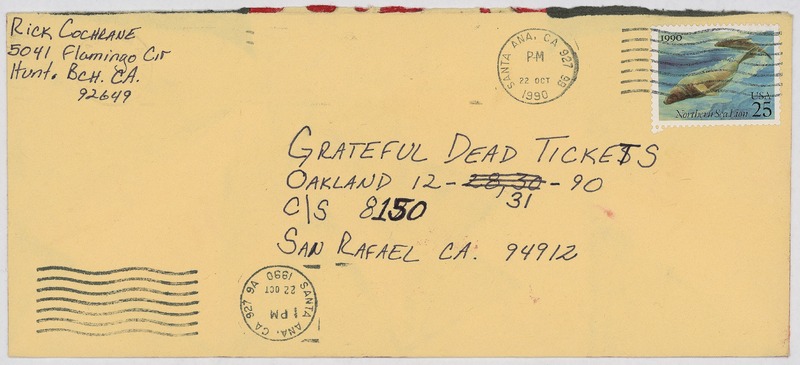 RICK COCHRANE
5041 Flamingo Cir
Hunt. BCH. CA.
92649
SANTA ANA, CA 927 99
PM
22 OCT
1990
1990
USA
Northern Sea Lion 25
GRATEFUL DEAD TICKETS
OAKLAND 12-28,30-90
31
C/S 8150
SAN RAFAEL CA. 94912
SANTA ANA, CA 927
1 PM
22 OCT
1990